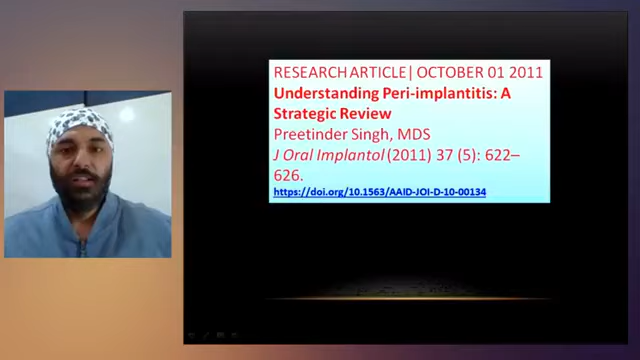 RESEARCH ARTICLE| OCTOBER 01 2011
Understanding Peri-implantitis: A
Strategic Review
Preetinder Singh, MDS
J Oral Implantol (2011) 37 (5): 622–
626.
https://doi.org/10.1563/AAID-JOI-D-10-00134